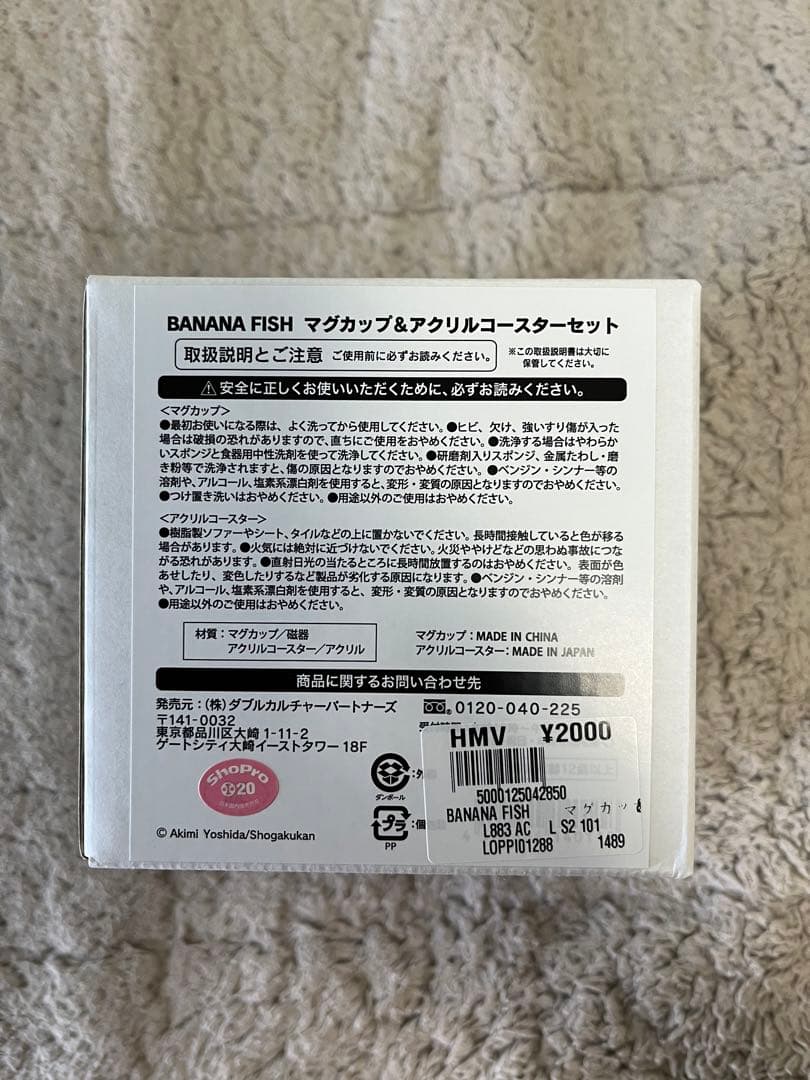 BANANA FISH マグカップ&アクリルコースターセット
取扱説明とご注意 ご使用前に必ずお読みください。
※この取扱説明書は大切に
保管してください。
⚠安全に正しくお使いいただくために、必ずお読みください。
<マグカップ>
●最初お使いになる際は、よく洗ってから使用してください。●ヒビ、欠け、強いすり傷が入った
場合は破損の恐れがありますので、直ちにご使用をおやめください。●洗浄する場合はやわらか
いスポンジと食器用中性洗剤を使って洗浄してください。●研磨剤入りスポンジ、金属たわし・磨
き粉等で洗浄されますと、傷の原因となりますのでおやめください。●ベンジン・シンナー等の
溶剤や、アルコール、塩素系漂白剤を使用すると、変形・変質の原因となりますのでおやめください。
●つけ置き洗いはおやめください。●用途以外のご使用はおやめください。
<アクリルコースター>
●樹脂製ソファーやシート、タイルなどの上に置かないでください。長時間接触していると色が移る
場合があります。●火気には絶対に近づけないでください。火災ややけどなどの思わぬ事故につな
がる恐れがあります。●直射日光の当たるところに長時間放置するのはおやめください。表面が色
あせしたり、変色したりするなど製品が劣化する原因になります。●ベンジン・シンナー等の溶剤
や、アルコール、塩素系漂白剤を使用すると、変形・変質の原因となりますのでおやめください。
●用途以外のご使用はおやめください。
材質:マグカップ/磁器
アクリルコースター/アクリル
マグカップ:MADE IN CHINA
アクリルコースター:MADE IN JAPAN
商品に関するお問い合わせ先
発売元:(株)ダブルカルチャーパートナーズ
〒141-0032
東京都品川区大崎 1-11-2
ゲートシティ大崎イーストタワー 18F
0120-040-225
ShoPro
20
© Akimi Yoshida/Shogakukan
:外
ダンボール
プラ:個
PP
HMV ¥2000
5000125042850
BANANA FISH マグカッ
L883 AC L S2 101
LOPPI01288 1489